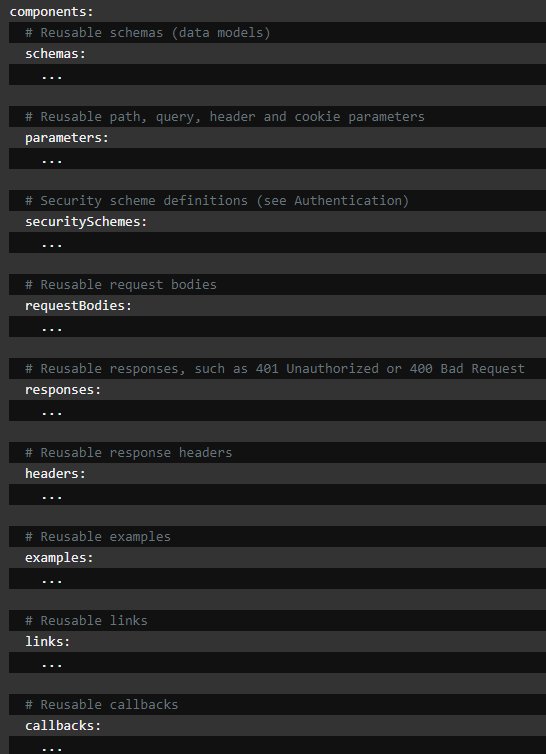 components:
  # Reusable schemas (data models)
  schemas:
    ...
  # Reusable path, query, header and cookie parameters
  parameters:
    ...
  # Security scheme definitions (see Authentication)
  securitySchemes:
    ...
  # Reusable request bodies
  requestBodies:
    ...
  # Reusable responses, such as 401 Unauthorized or 400 Bad Request
  responses:
    ...
  # Reusable response headers
  headers:
    ...
  # Reusable examples
  examples:
    ...
  # Reusable links
  links:
    ...
  # Reusable callbacks
  callbacks:
    ...